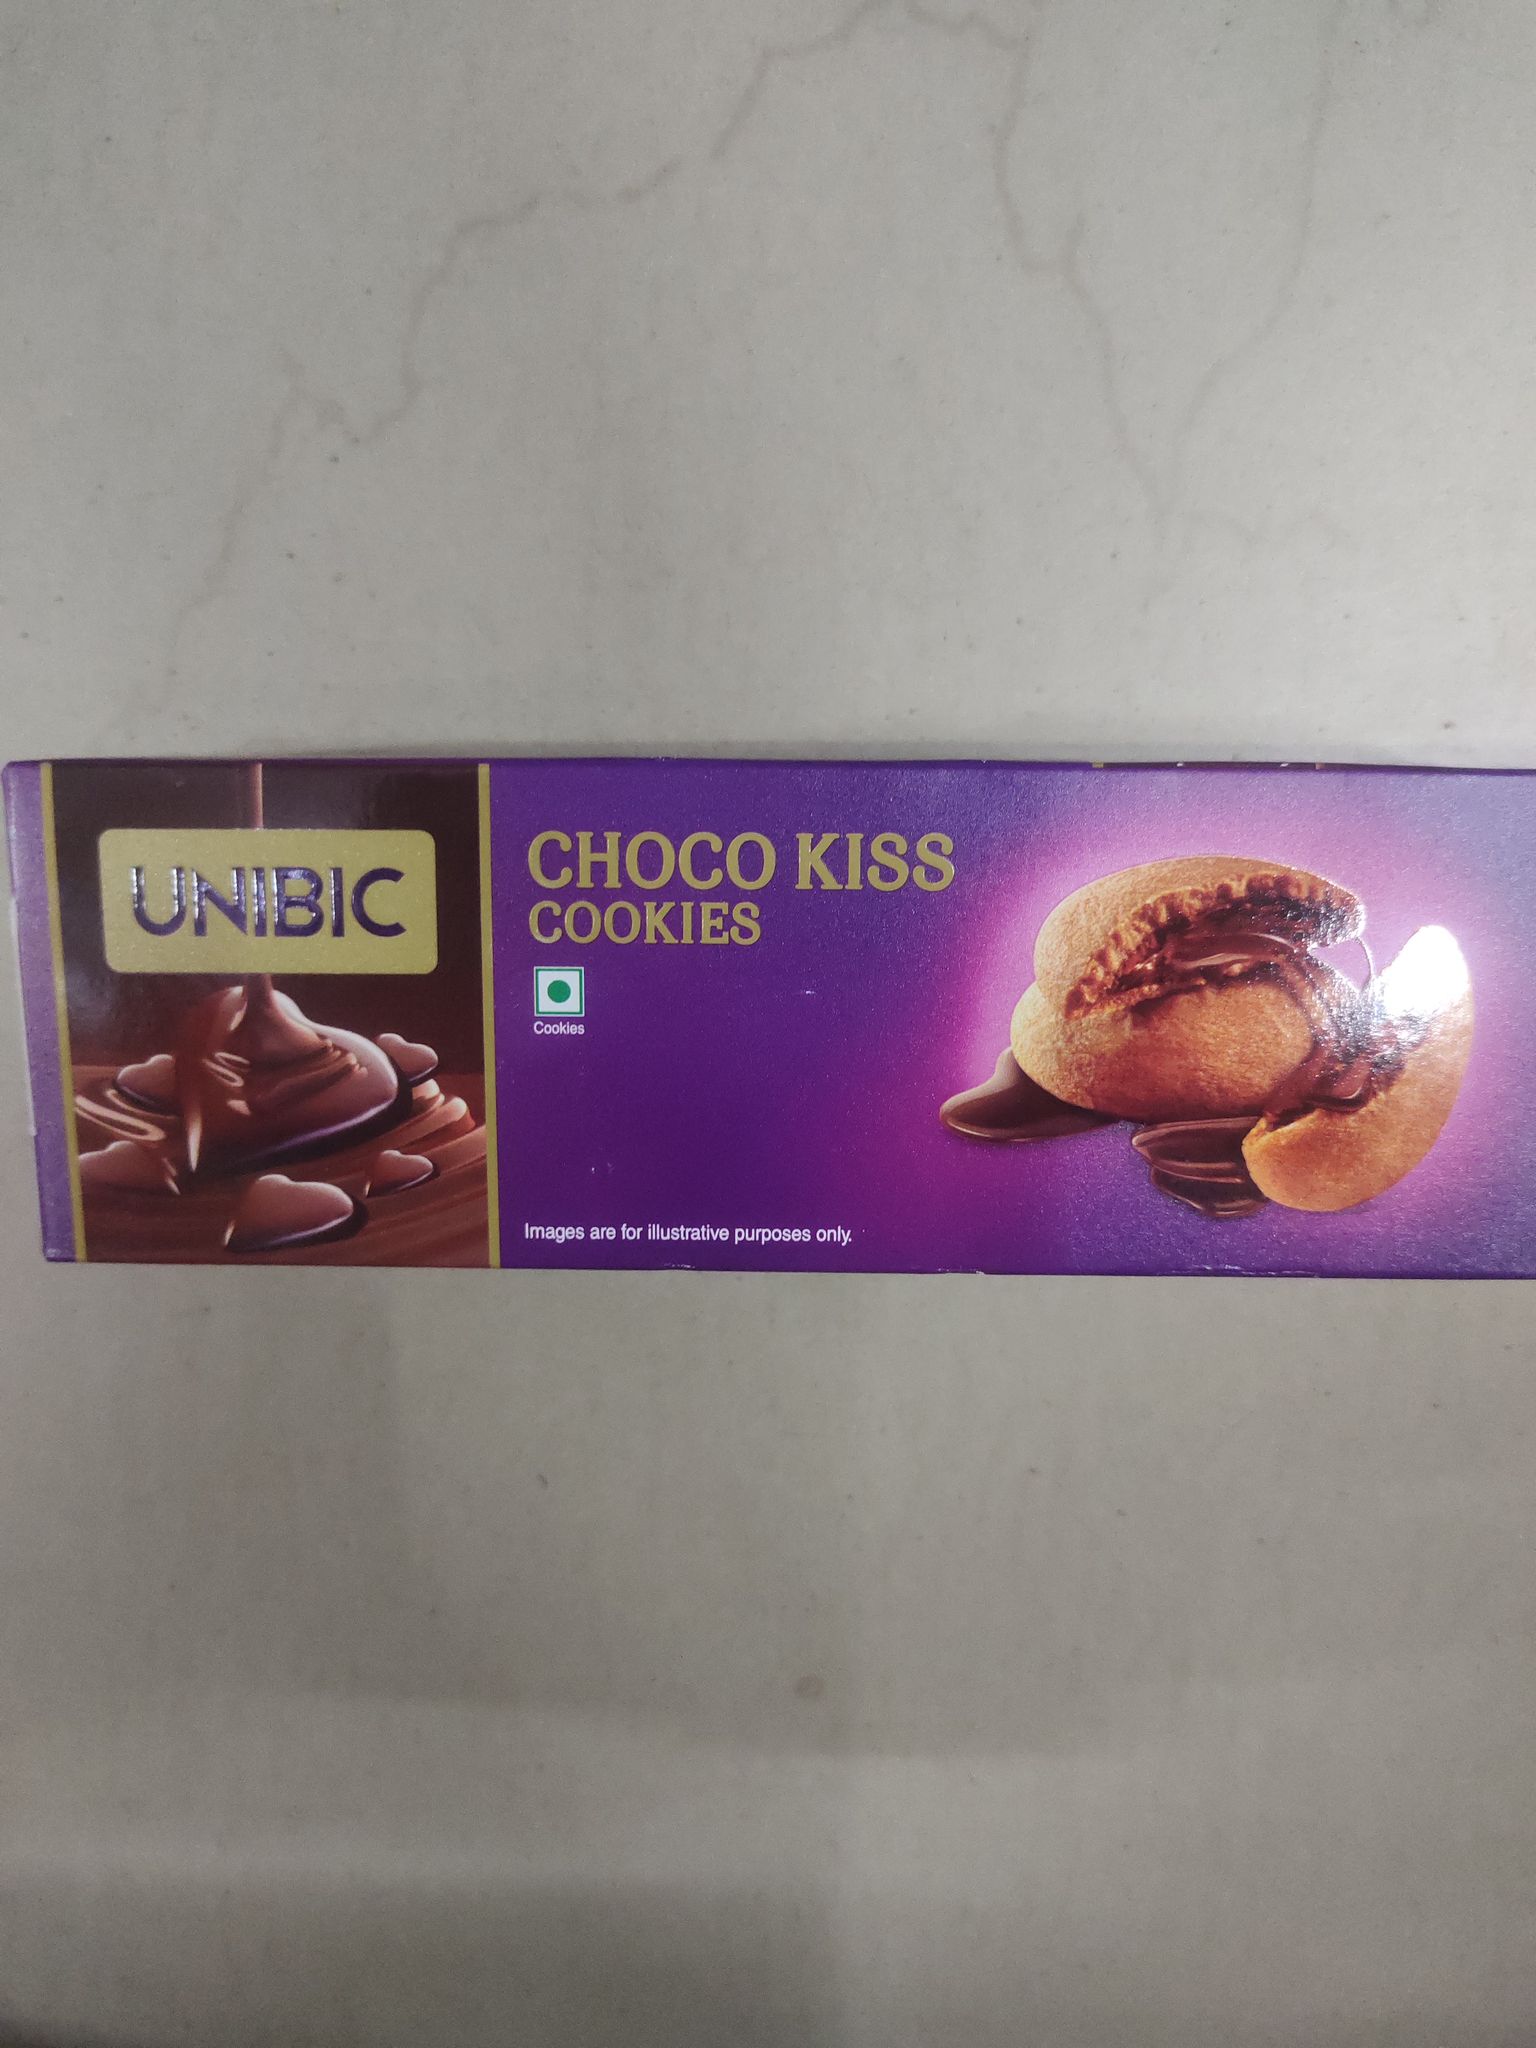 UNIBIC
CHOCO KISS
COOKIES
Cookies
Images are for illustrative purposes only.